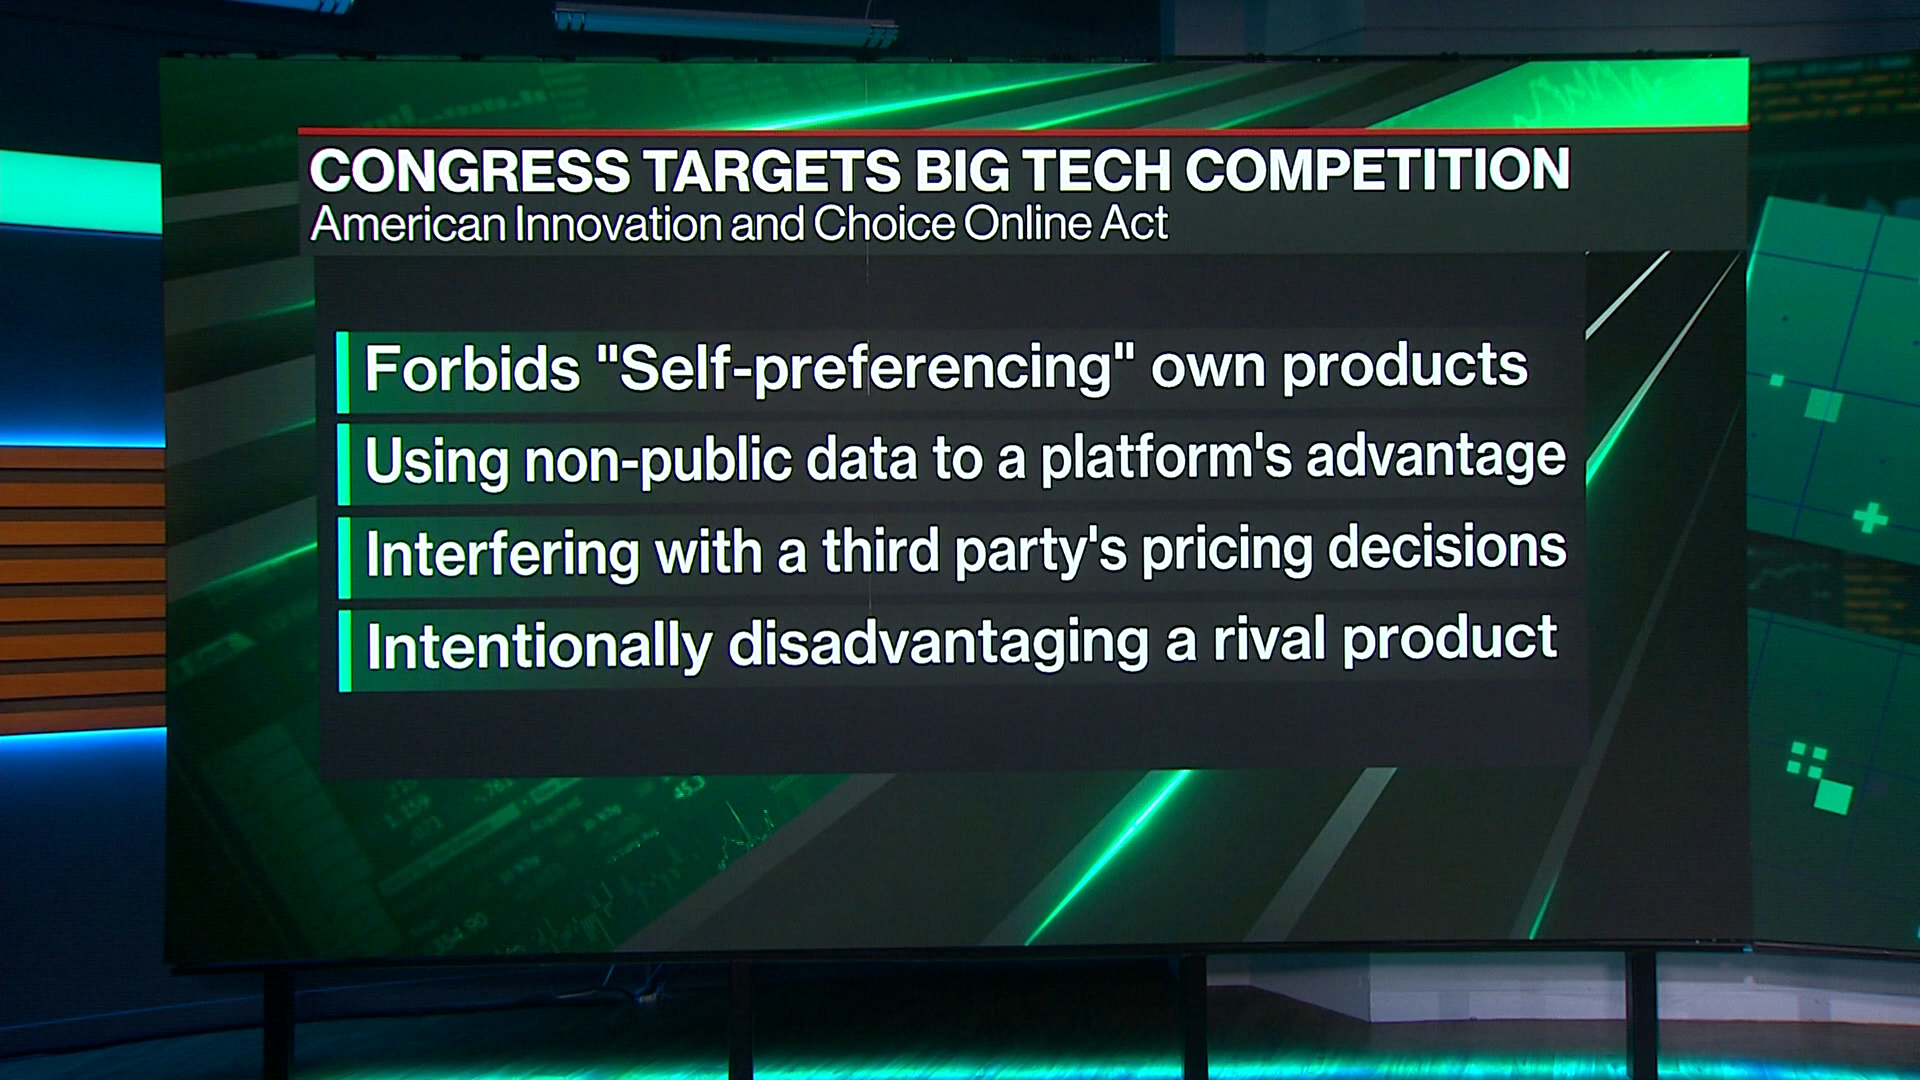 CONGRESS TARGETS BIG TECH COMPETITION
American Innovation and Choice Online Act
Forbids "Self-preferencing" own products
Using non-public data to a platform's advantage
Interfering with a third party's pricing decisions
Intentionally disadvantaging a rival product